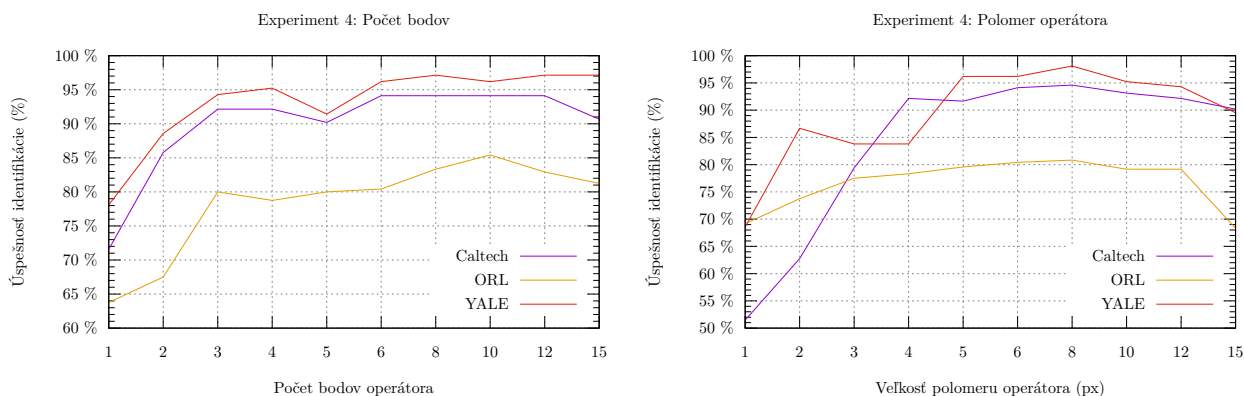 Experiment 4: Počet bodov
100 %
95 %
90 %
85 %
80 %
75 %
70 %
65 %
60 %
Úspešnosť identifikácie (%)
Caltech
ORL
YALE
1 2 3 4 5 6 8 10 12 15
Počet bodov operátora
Experiment 4: Polomer operátora
100 %
95 %
90 %
85 %
80 %
75 %
70 %
65 %
60 %
55 %
50 %
Úspešnosť identifikácie (%)
Caltech
ORL
YALE
1 2 3 4 5 6 8 10 12 15
Veľkosť polomeru operátora (px)